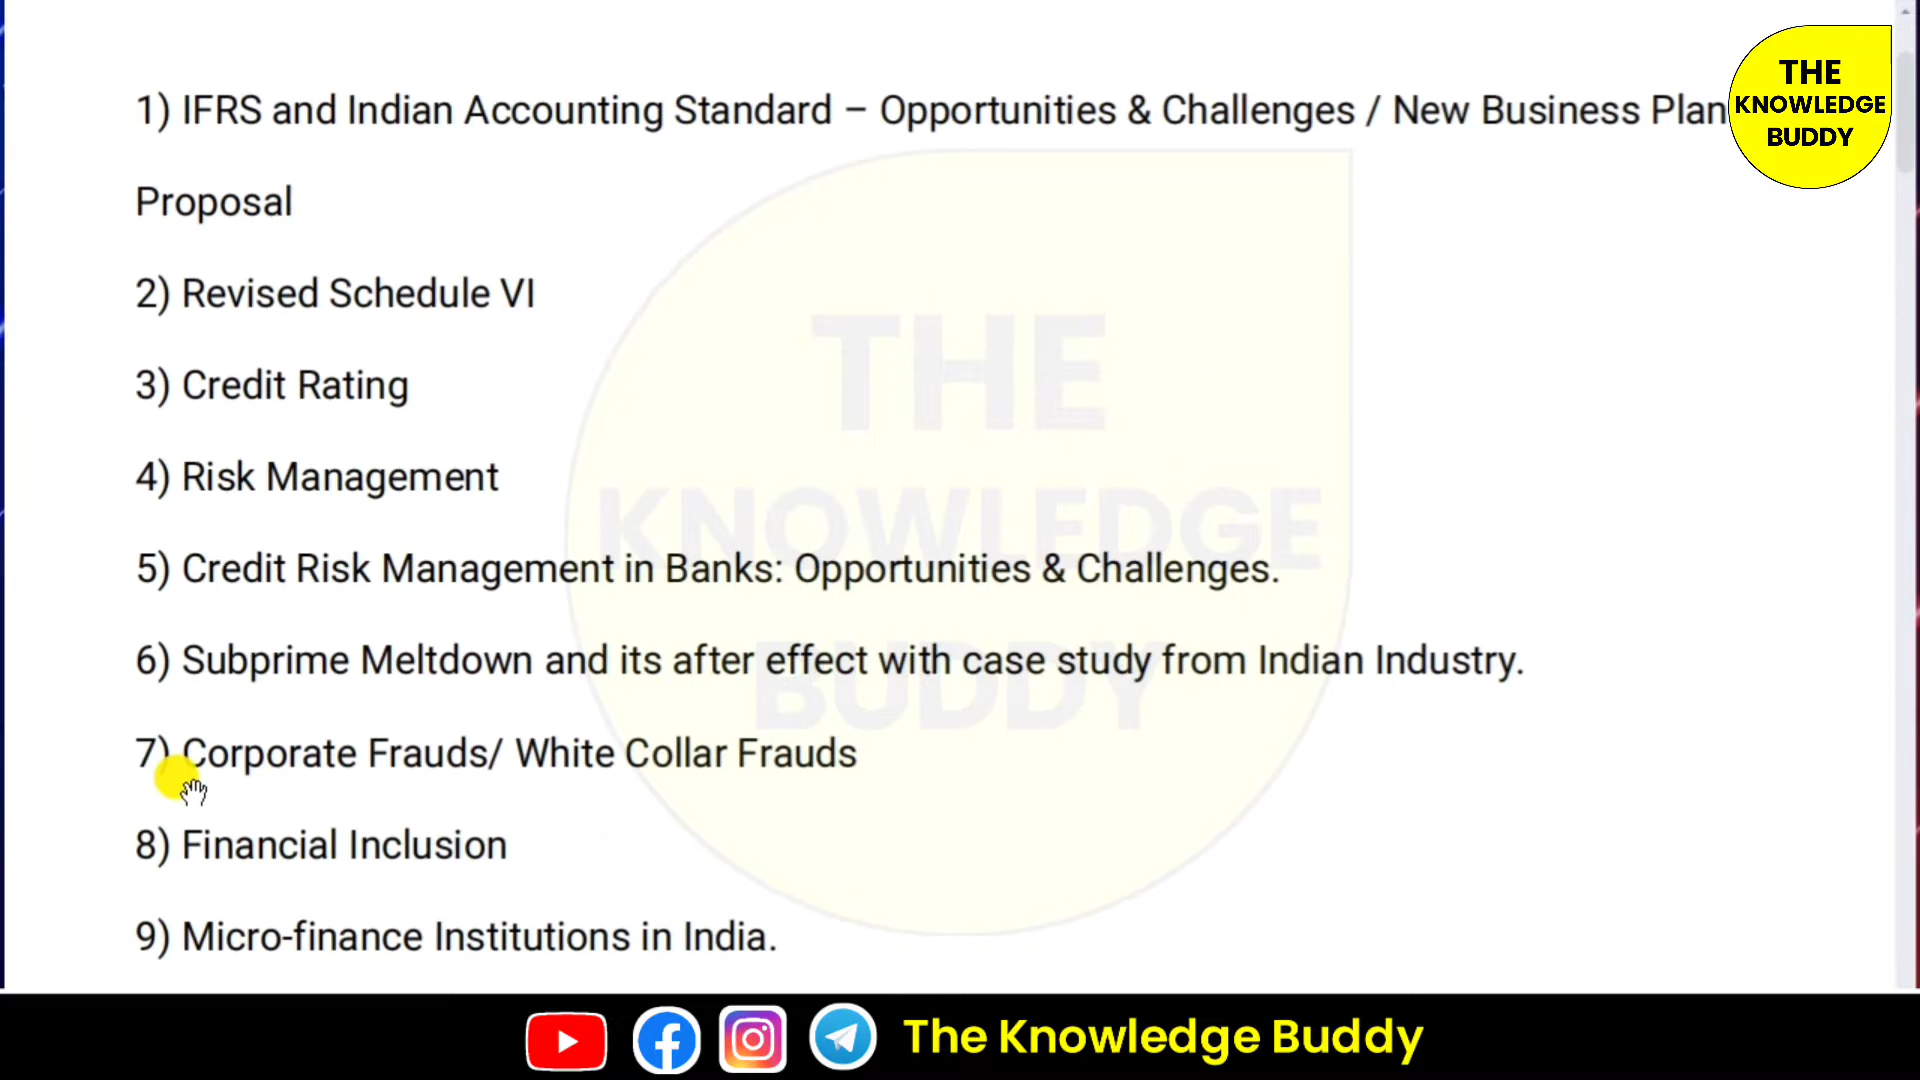 1) IFRS and Indian Accounting Standard – Opportunities & Challenges / New Business Plan
Proposal
2) Revised Schedule VI
3) Credit Rating
4) Risk Management
5) Credit Risk Management in Banks: Opportunities & Challenges.
6) Subprime Meltdown and its after effect with case study from Indian Industry.
7) Corporate Frauds/ White Collar Frauds
8) Financial Inclusion
9) Micro-finance Institutions in India.
THE
KNOWLEDGE
BUDDY
THE
KNOWLEDGE
BUDDY
The Knowledge Buddy